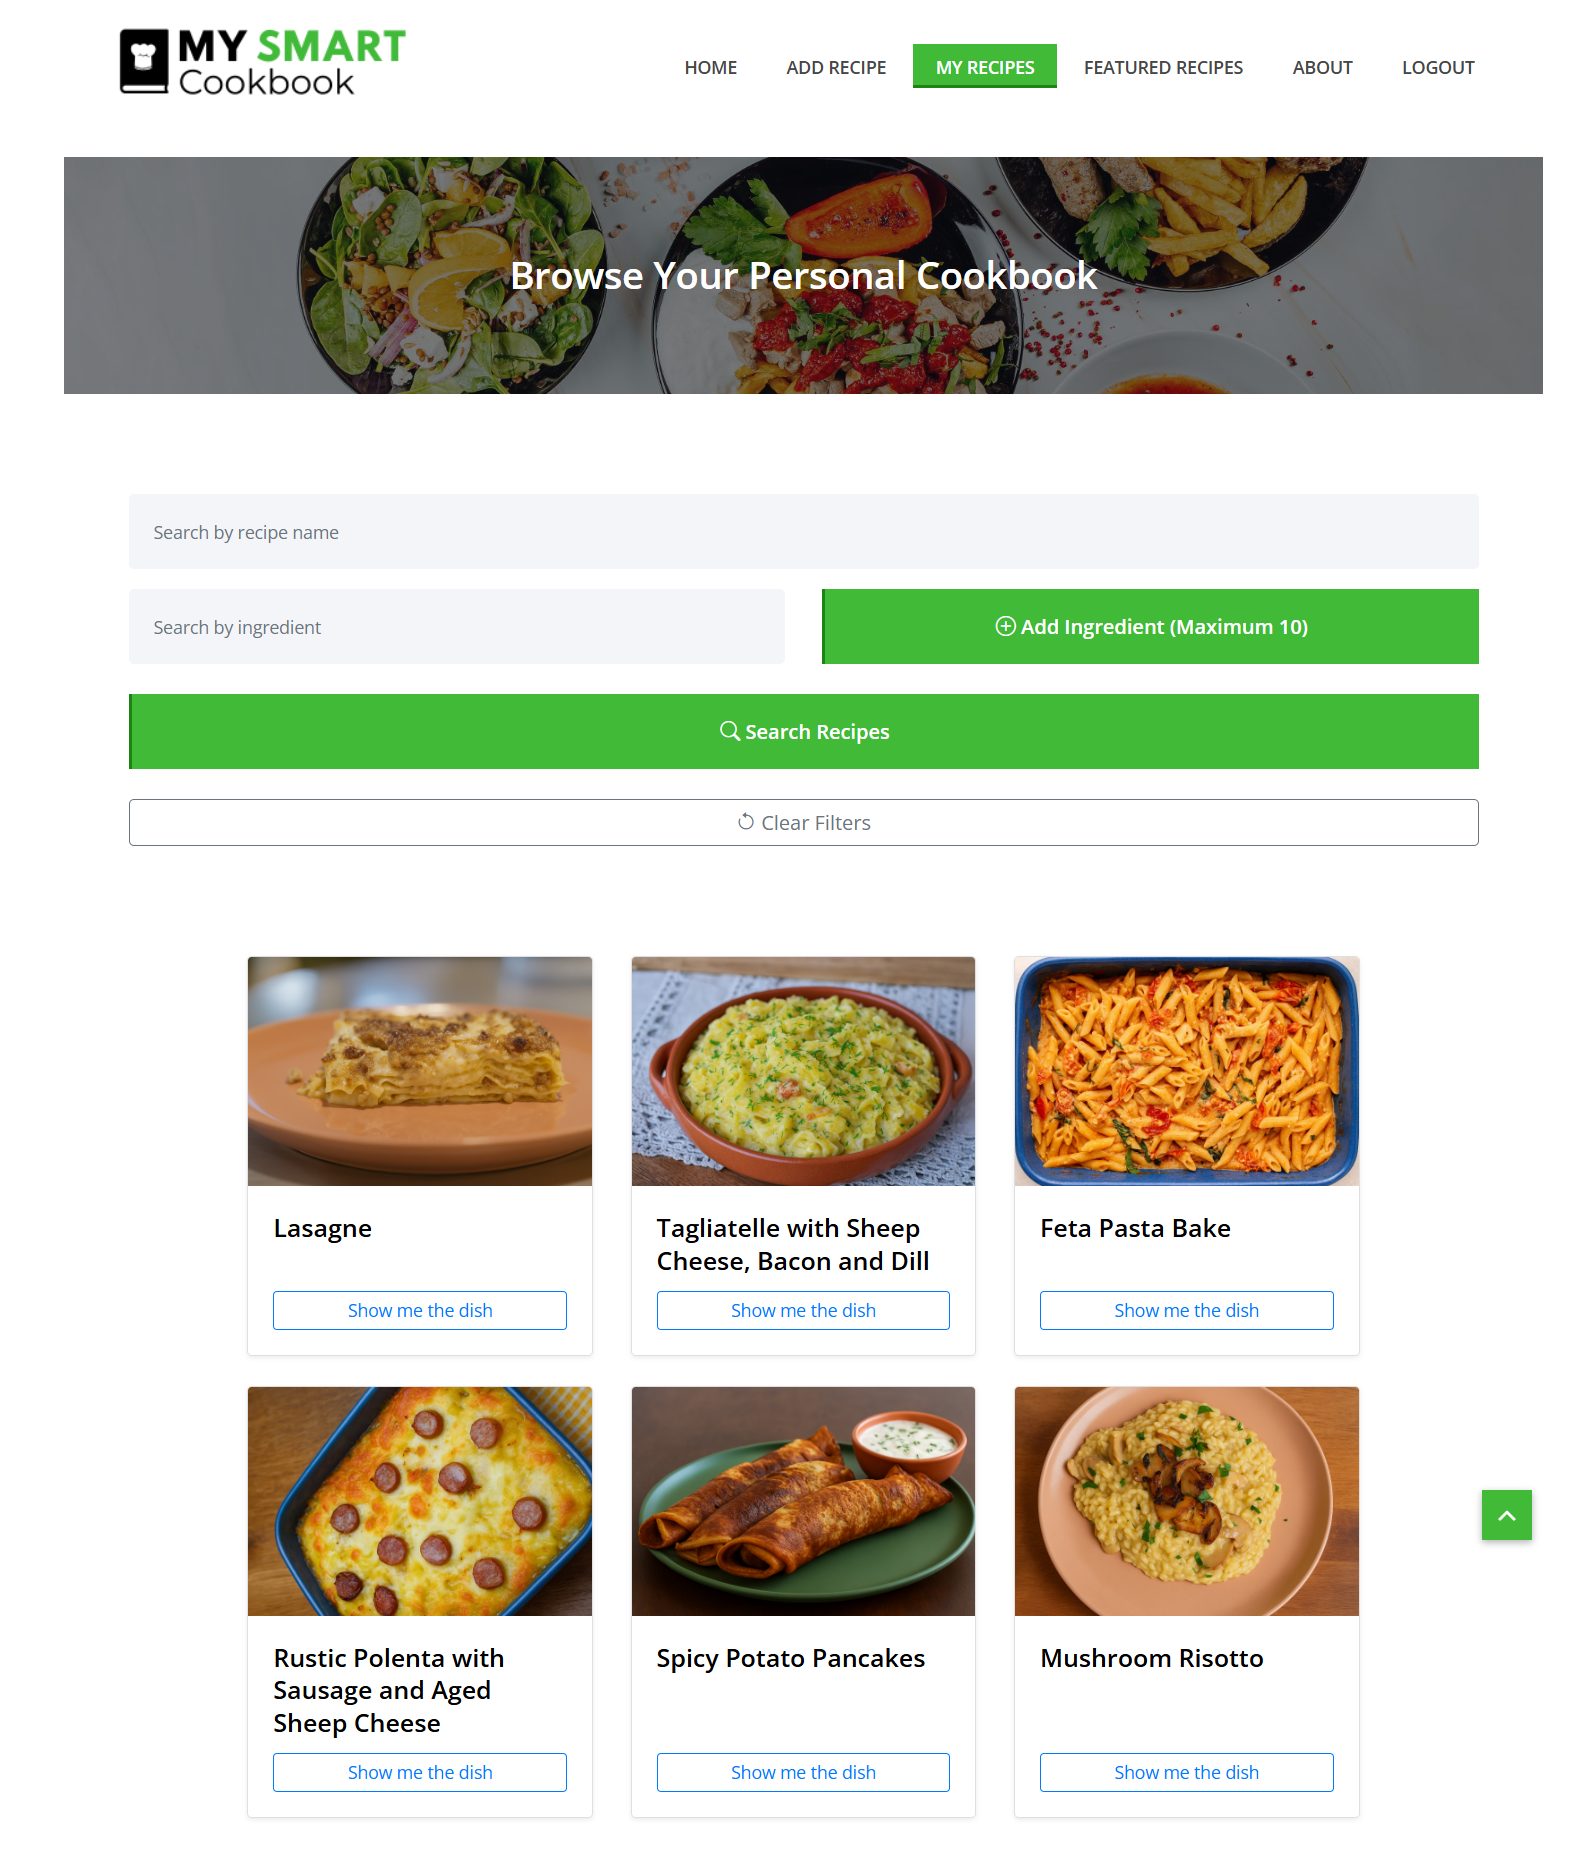 MY SMART
Cookbook
HOME
ADD RECIPE
MY RECIPES
FEATURED RECIPES
ABOUT
LOGOUT
Browse Your Personal Cookbook
Search by recipe name
Search by ingredient
Add Ingredient (Maximum 10)
Search Recipes
Clear Filters
Lasagne
Show me the dish
Tagliatelle with Sheep
Cheese, Bacon and Dill
Show me the dish
Feta Pasta Bake
Show me the dish
Rustic Polenta with
Sausage and Aged
Sheep Cheese
Show me the dish
Spicy Potato Pancakes
Show me the dish
Mushroom Risotto
Show me the dish